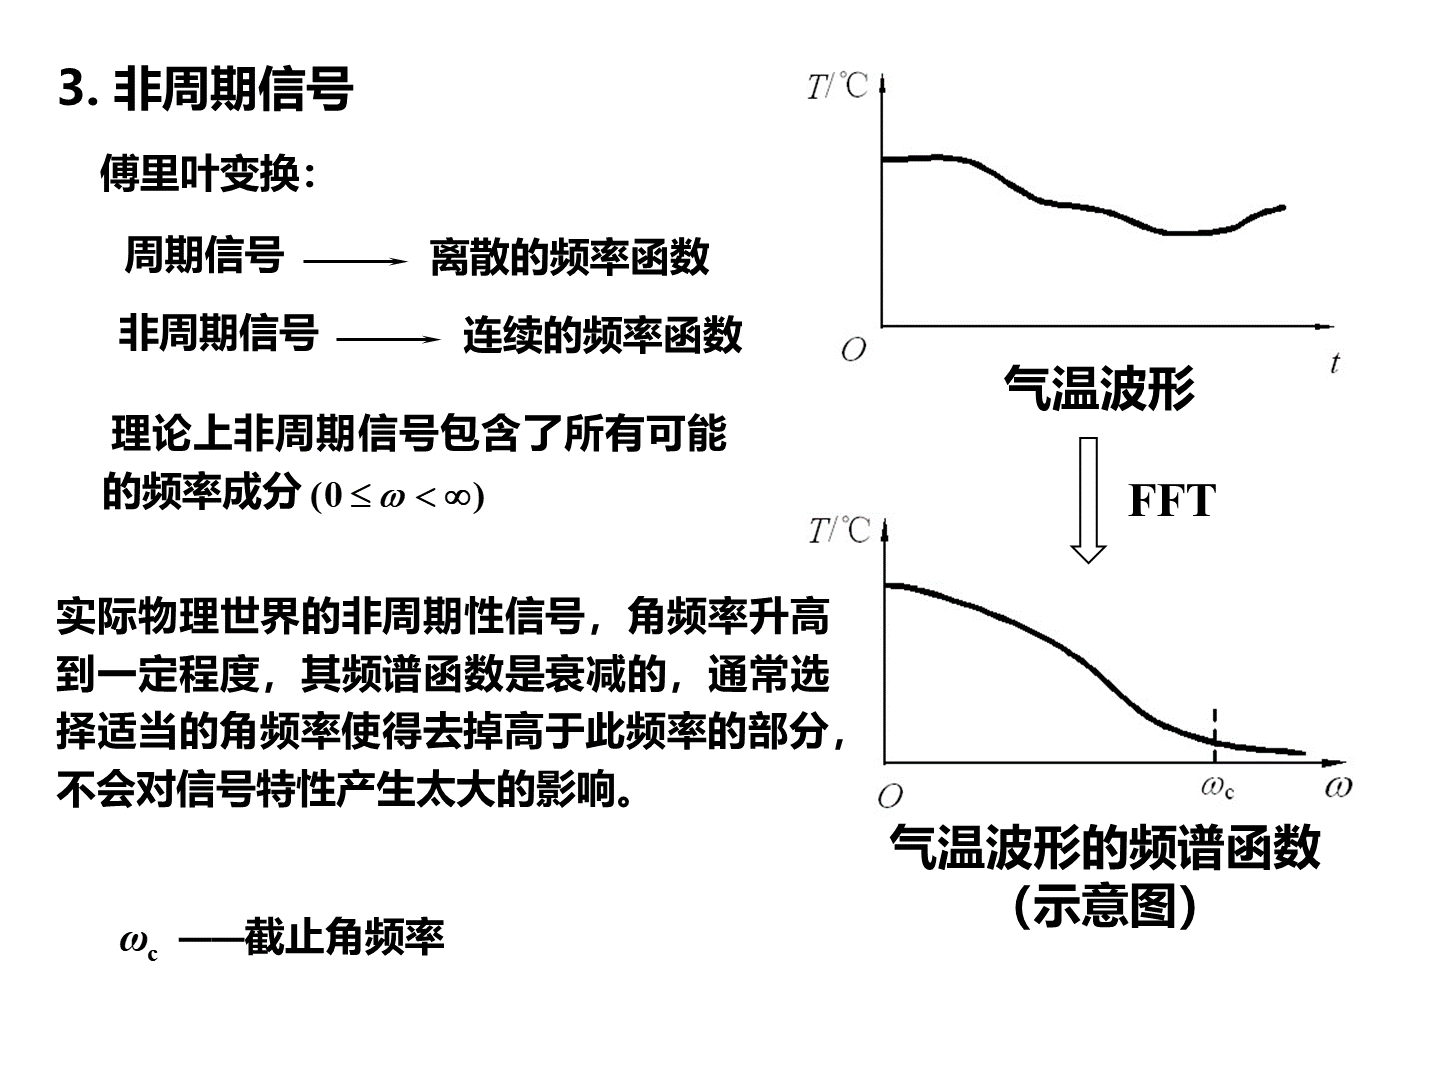 3. 非周期信号
傅里叶变换：
周期信号 → 离散的频率函数
非周期信号 → 连续的频率函数
理论上非周期信号包含了所有可能
的频率成分 (0 ≤ ω < ∞)
实际物理世界的非周期性信号，角频率升高
到一定程度，其频谱函数是衰减的，通常选
择适当的角频率使得去掉高于此频率的部分，
不会对信号特性产生太大的影响。
ωc ——截止角频率
T/℃
O
t
气温波形
FFT
T/℃
O
ωc
ω
气温波形的频谱函数
（示意图）